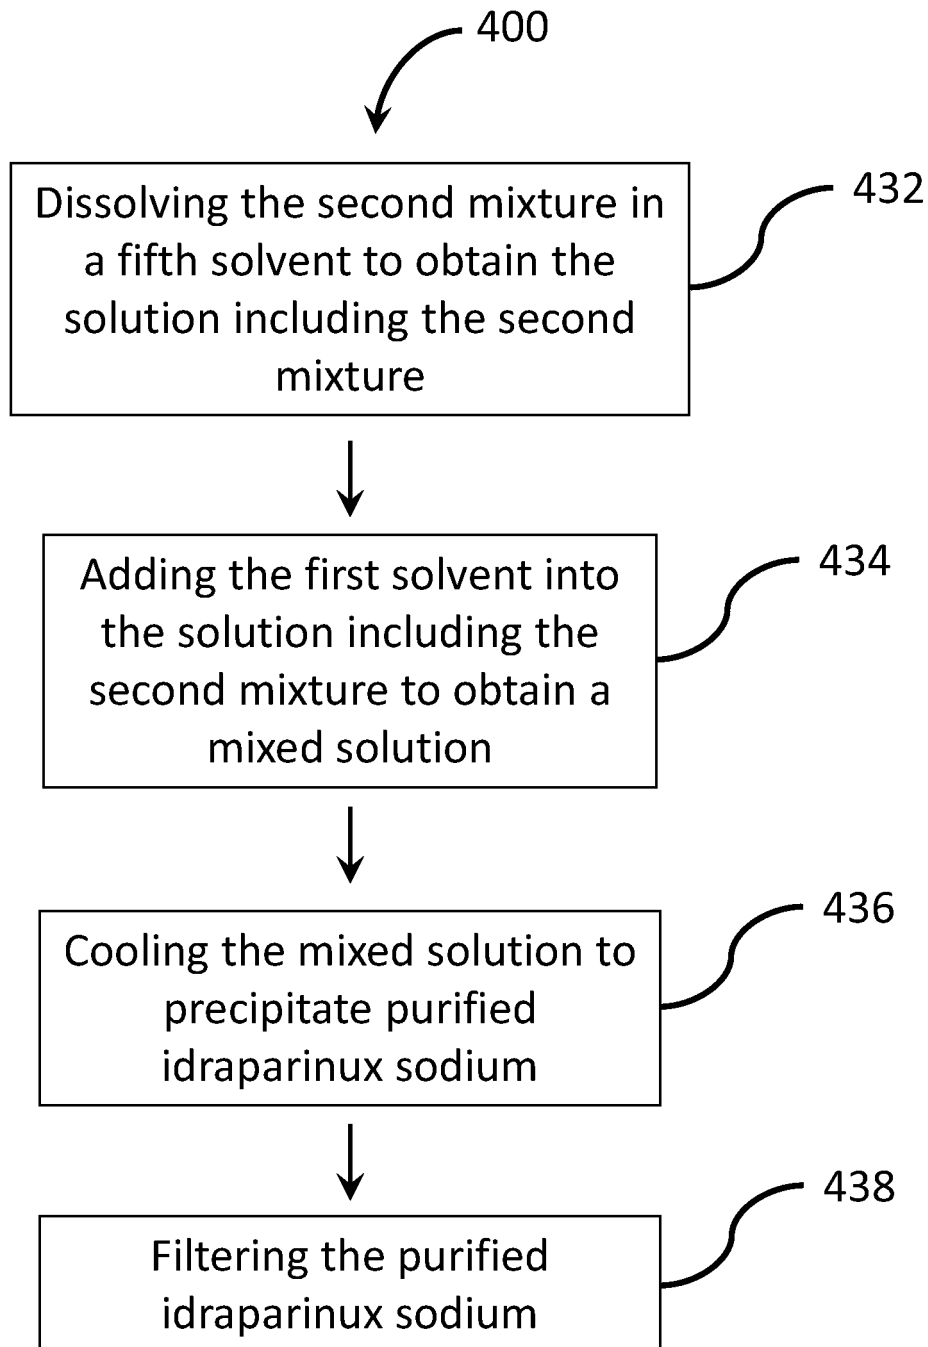 400
Dissolving the second mixture in
a fifth solvent to obtain the
solution including the second
mixture
432
Adding the first solvent into
the solution including the
second mixture to obtain a
mixed solution
434
Cooling the mixed solution to
precipitate purified
idraparinux sodium
436
Filtering the purified
idraparinux sodium
438